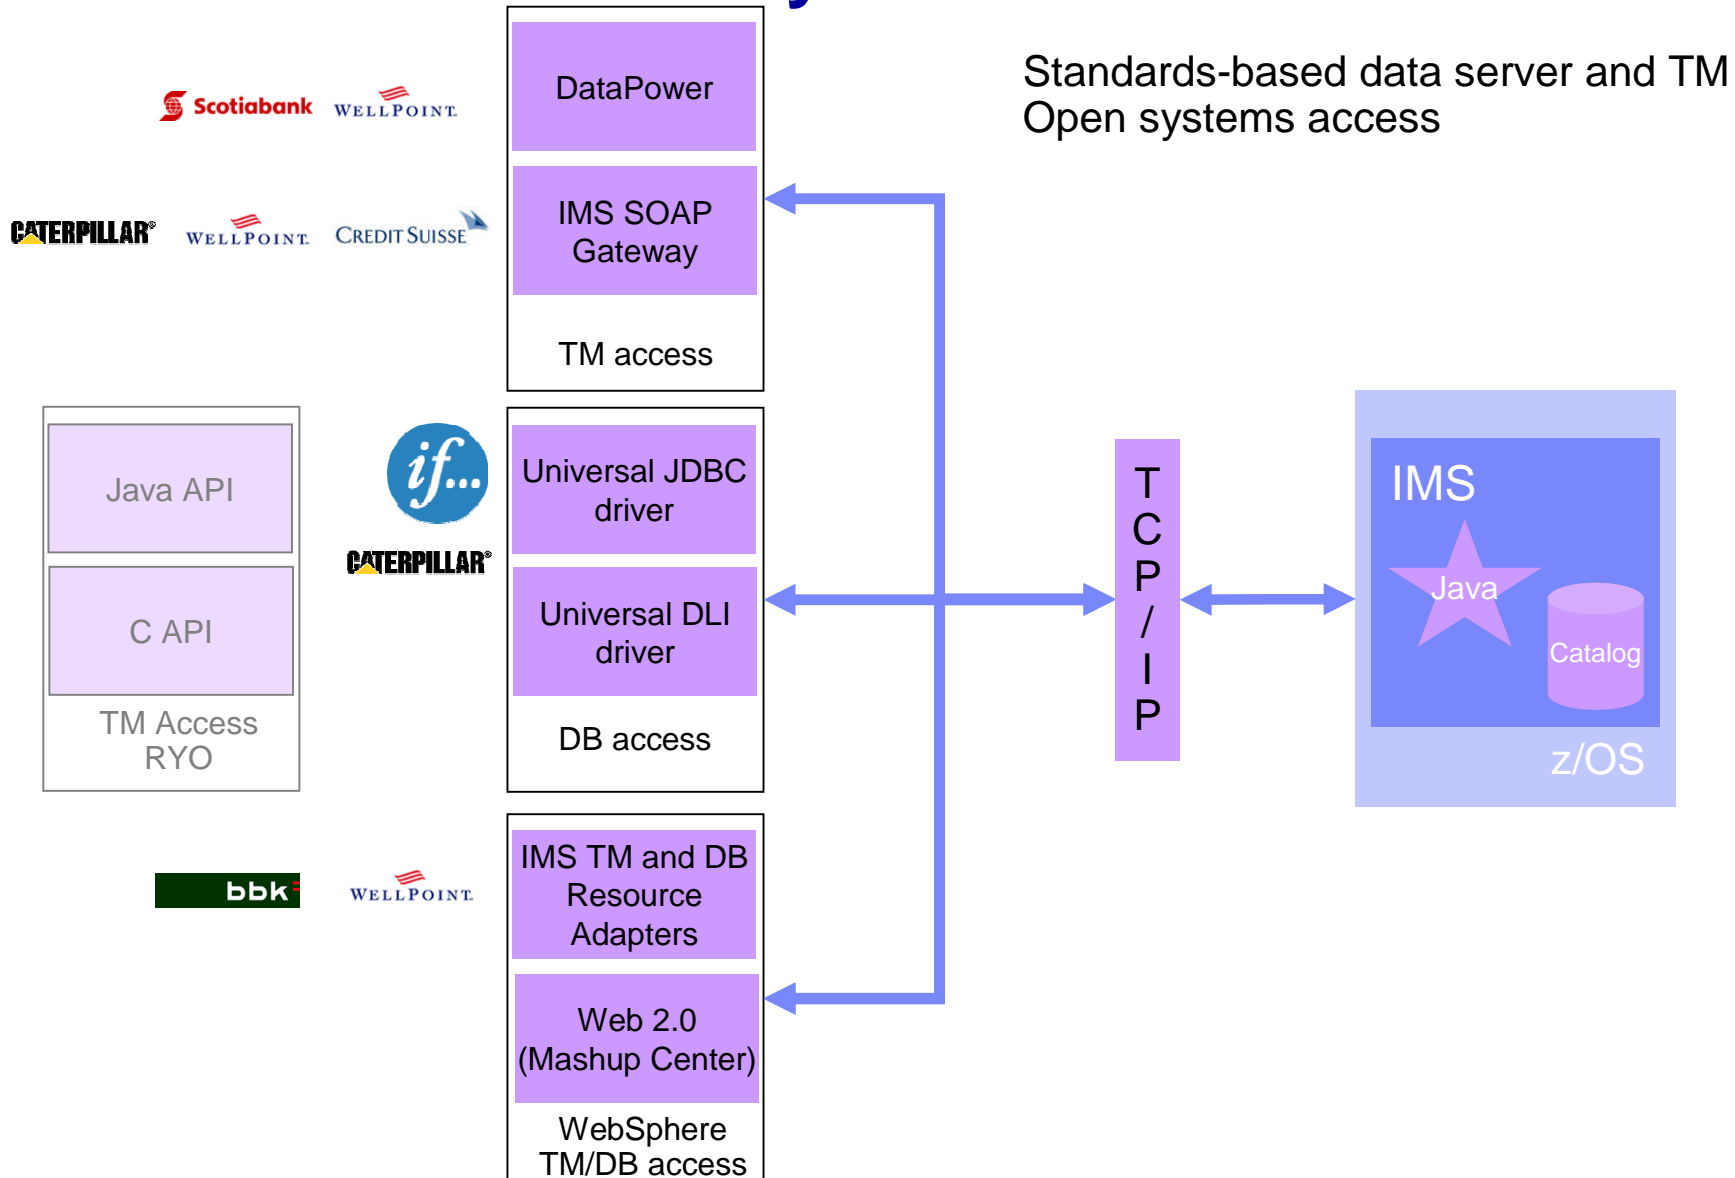 Standards-based data server and TM
Open systems access
DataPower
Scotiabank
WELLPOINT
IMS SOAP
Gateway
CATERPILLAR®
WELLPOINT
CREDIT SUISSE
TM access
Java API
C API
TM Access
RYO
if...
CATERPILLAR®
Universal JDBC
driver
Universal DLI
driver
DB access
T
C
P
/
I
P
IMS
Java
Catalog
z/OS
bbk
WELLPOINT
IMS TM and DB
Resource
Adapters
Web 2.0
(Mashup Center)
WebSphere
TM/DB access